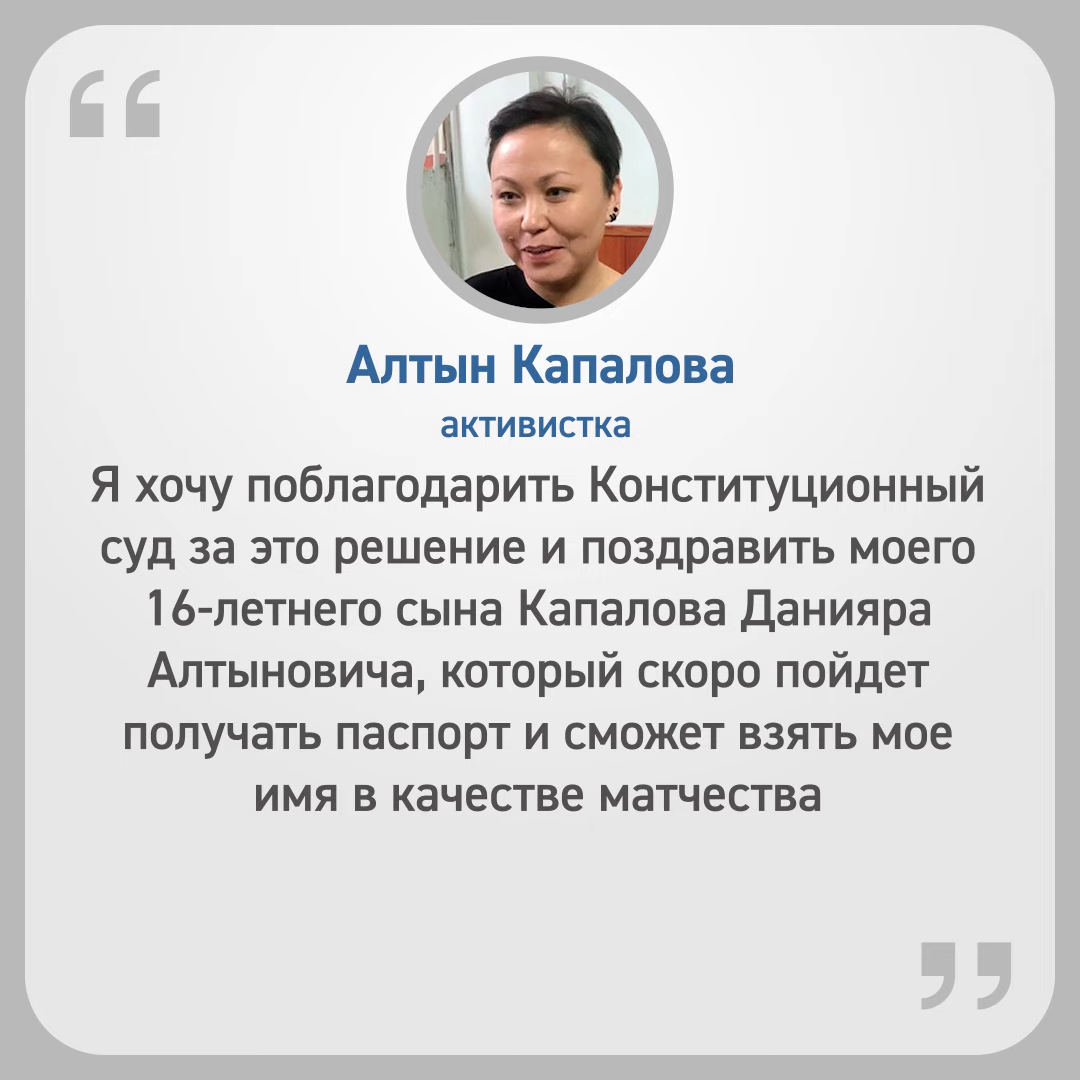 Алтын Капалова
активистка
Я хочу поблагодарить Конституционный
суд за это решение и поздравить моего
16-летнего сына Капалова Данияра
Алтыновича, который скоро пойдет
получать паспорт и сможет взять мое
имя в качестве матчества